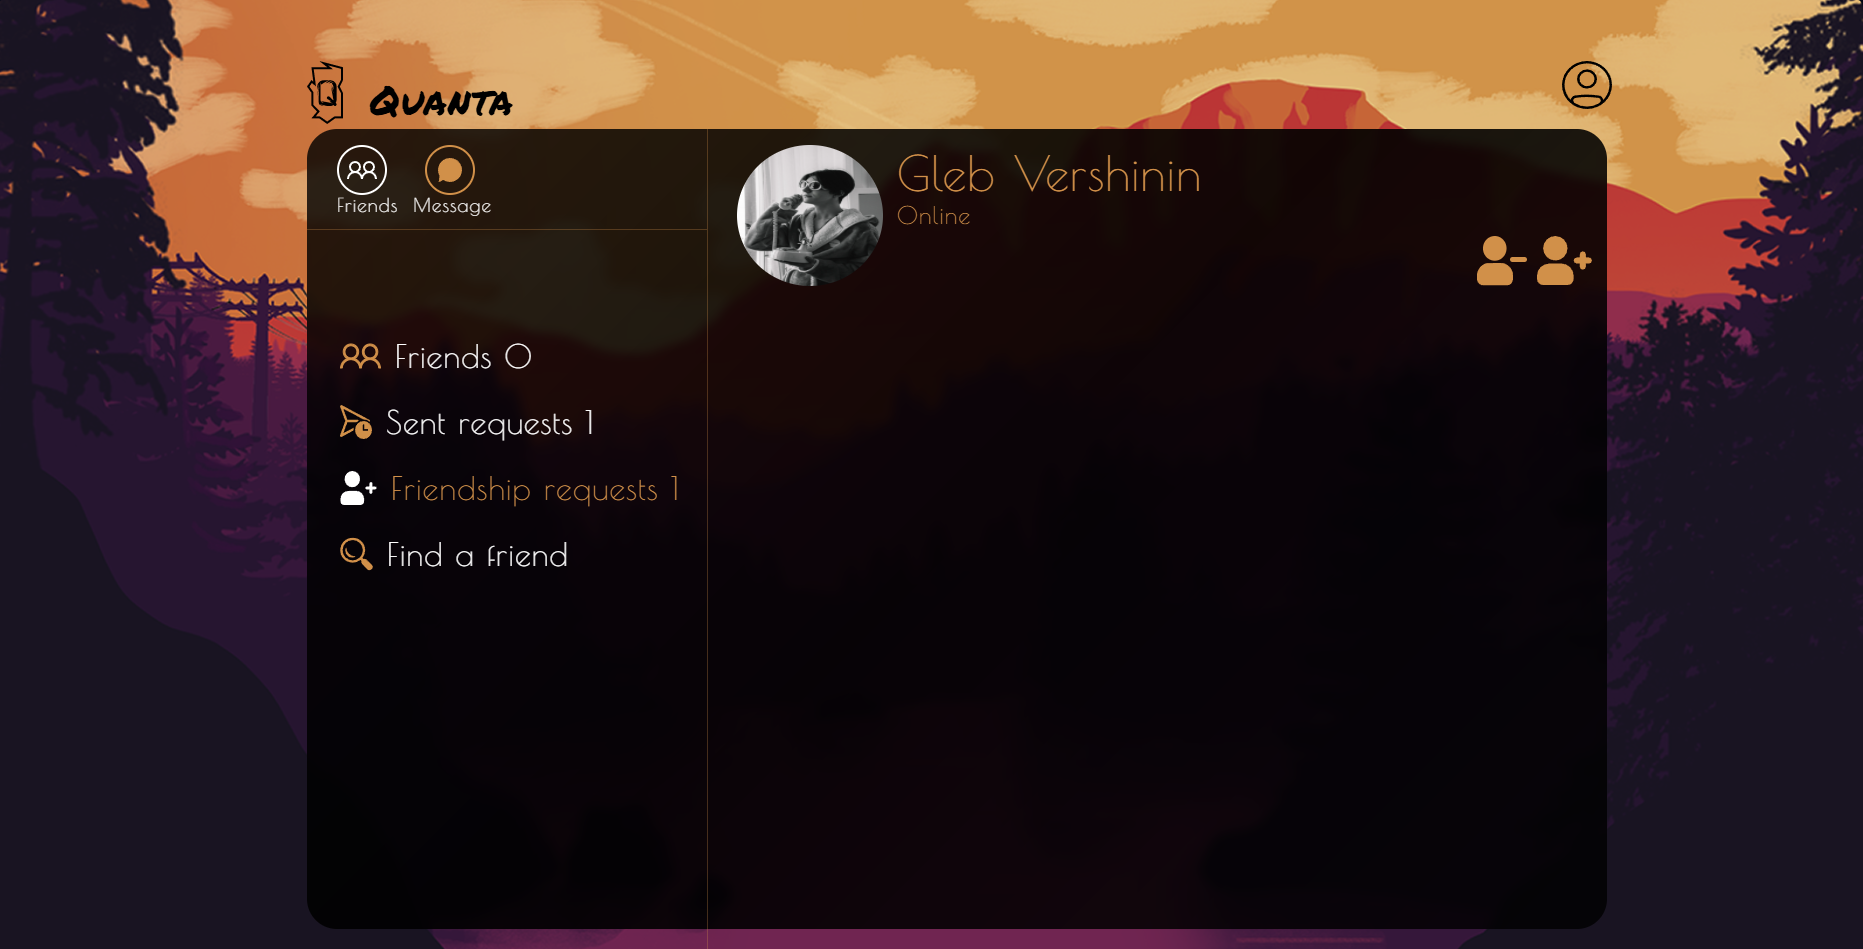 Q
Quanta
Friends Message
Gleb Vershinin
Online
Friends 0
Sent requests 1
Friendship requests 1
Find a friend